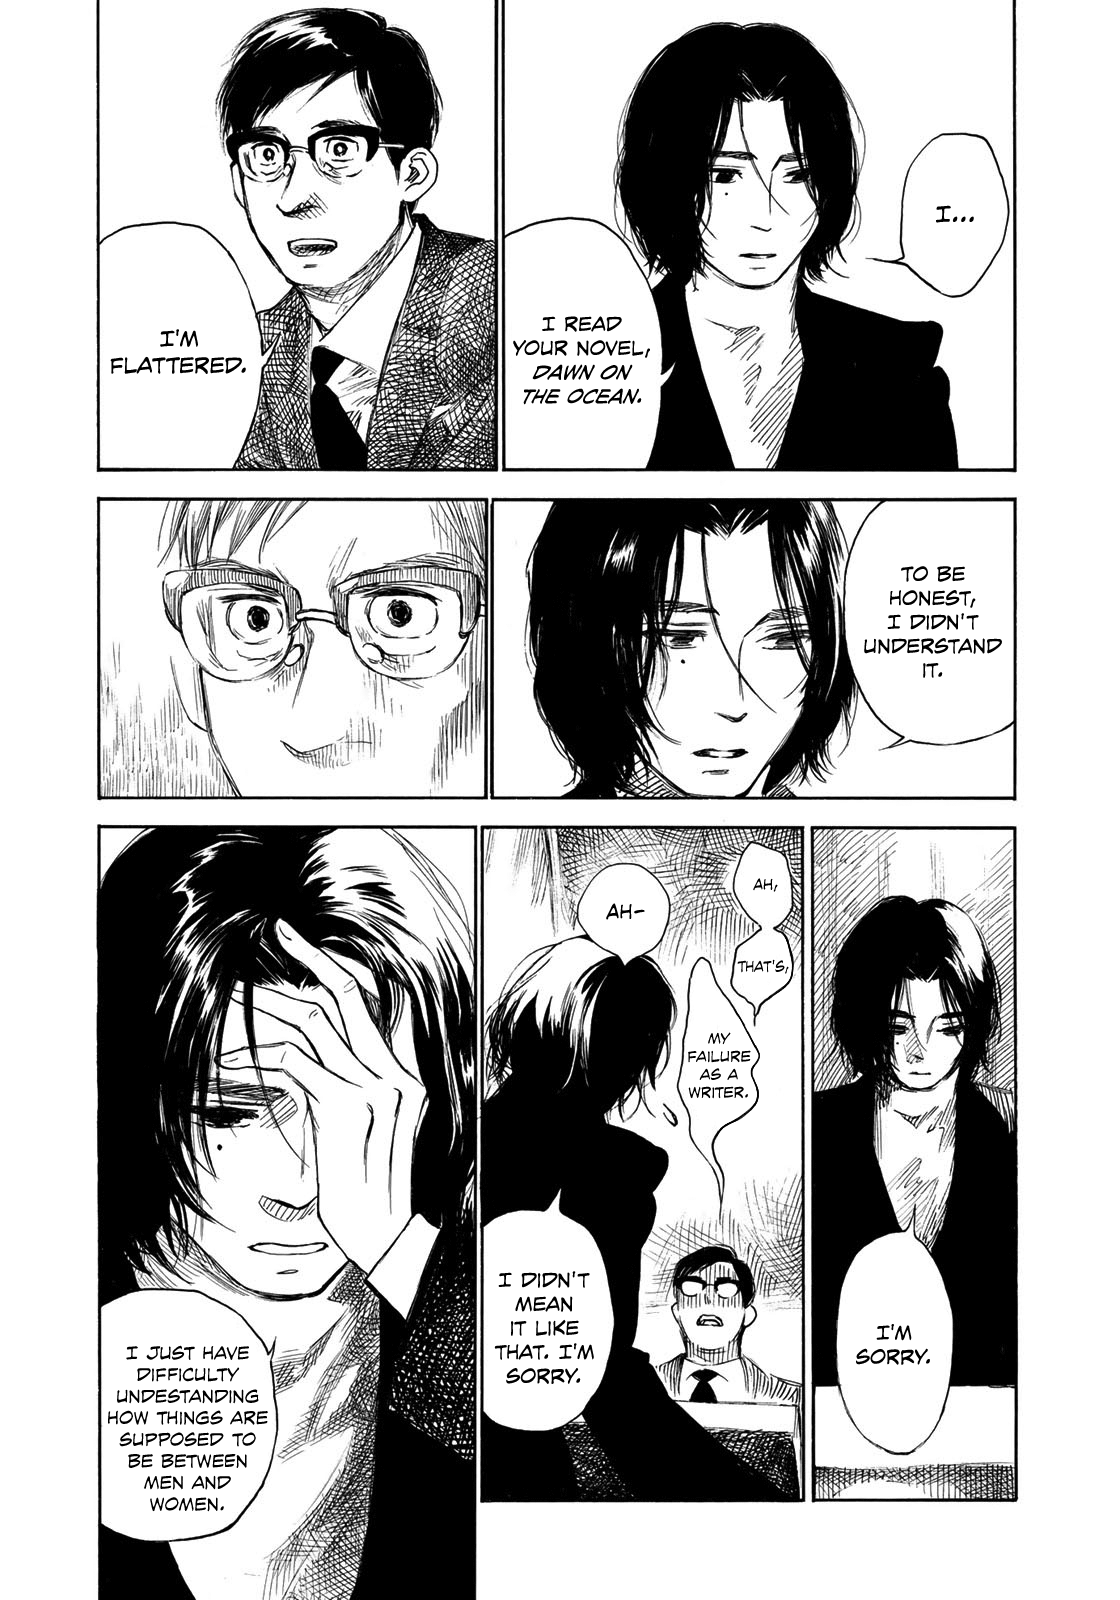 I...
I READ
YOUR NOVEL,
DAWN ON
THE OCEAN.
I'M
FLATTERED.
TO BE
HONEST,
I DIDN'T
UNDERSTAND
IT.
I'M
SORRY.
AH,
THAT'S,
MY
FAILURE
AS A
WRITER.
AH-
I DIDN'T
MEAN
IT LIKE
THAT. I'M
SORRY.
I JUST HAVE
DIFFICULTY
UNDESTANDING
HOW THINGS ARE
SUPPOSED TO
BE BETWEEN
MEN AND
WOMEN.